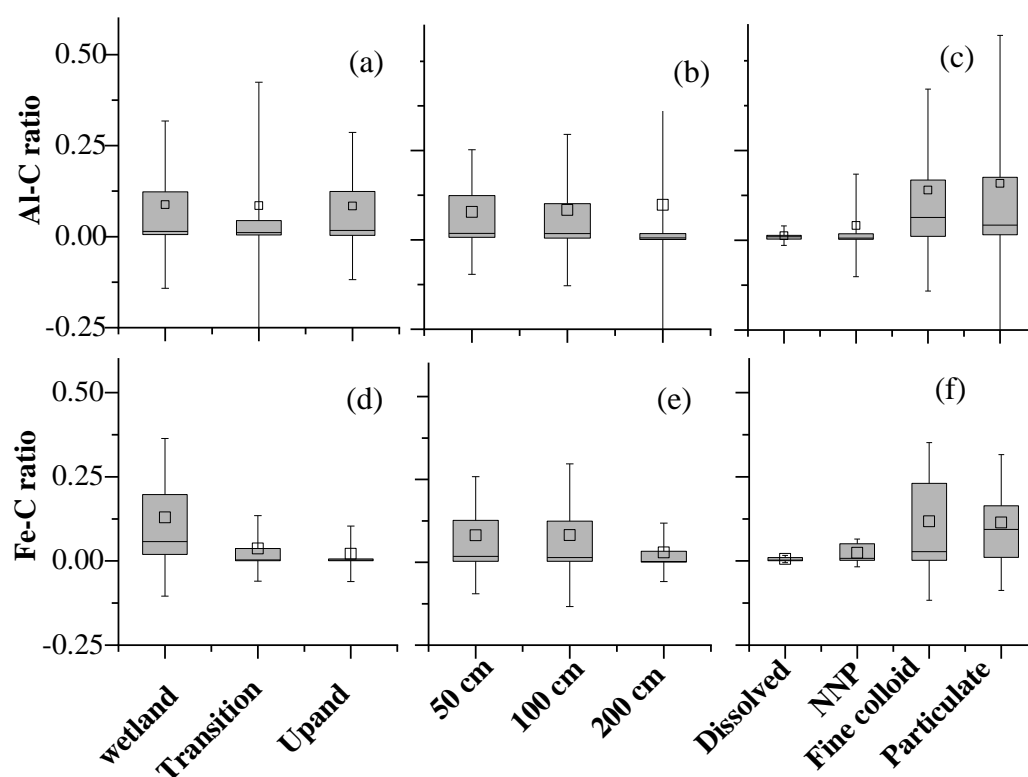 0.50
0.25
0.00
-0.25
Al-C ratio
(a)
(b)
(c)
0.50
0.25
0.00
-0.25
Fe-C ratio
(d)
(e)
(f)
wetland
Transition
Upand
50 cm
100 cm
200 cm
Dissolved
NNP
Fine colloid
Particulate